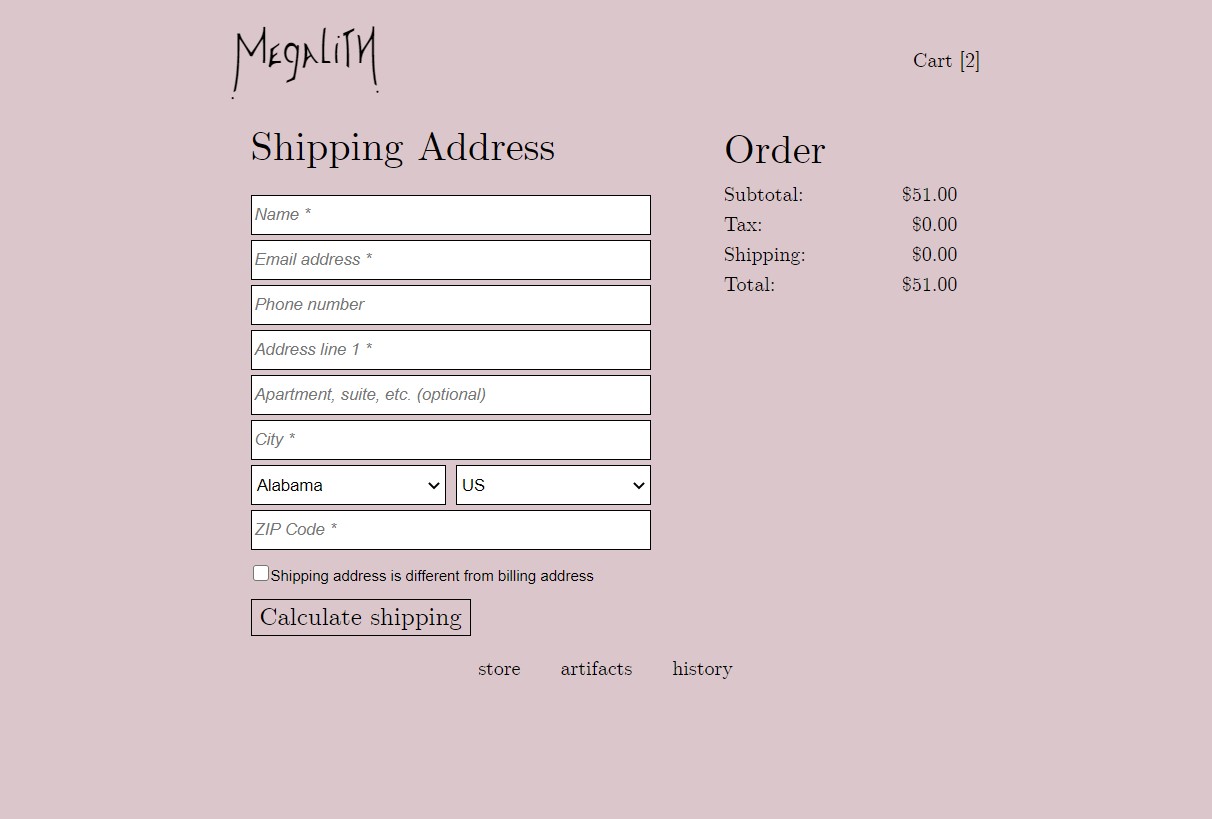 MEGALITH
Cart [2]
Shipping Address
Name *
Email address *
Phone number
Address line 1 *
Apartment, suite, etc. (optional)
City *
Alabama US
ZIP Code *
Shipping address is different from billing address
Calculate shipping
Order
Subtotal: $51.00
Tax: $0.00
Shipping: $0.00
Total: $51.00
store artifacts history